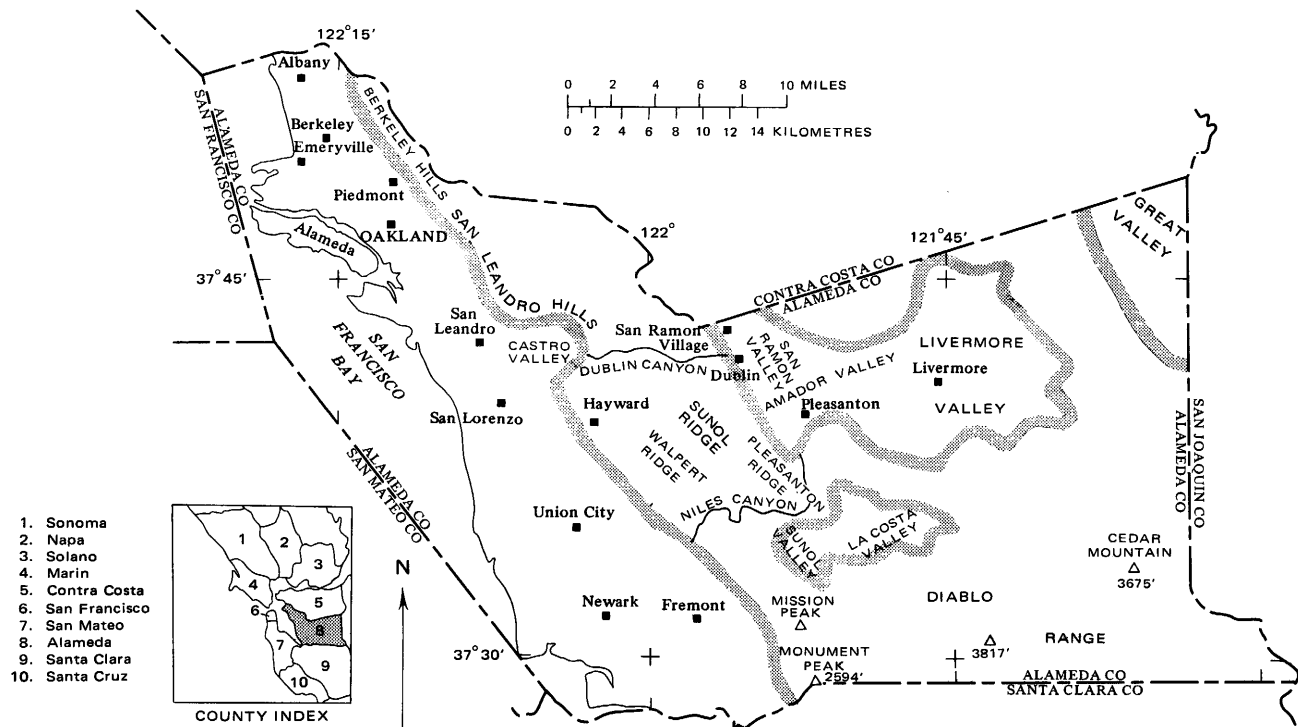 122°15'
Albany
Berkeley
Emeryville
Piedmont
OAKLAND
Alameda
ALAMEDA CO
SAN FRANCISCO CO
BERKELEY HILLS
SAN LEANDRO HILLS
0 2 4 6 8 10 MILES
0 2 4 6 8 10 12 14 KILOMETRES
122°
121°45'
GREAT
VALLEY
CONTRA COSTA CO
ALAMEDA CO
37°45'
SAN
FRANCISCO
BAY
San
Leandro
CASTRO
VALLEY
San Ramon
Village
DUBLIN CANYON
Dublin
SAN
RAMON
VALLEY
AMADOR VALLEY
LIVERMORE
Livermore
VALLEY
Pleasanton
San Lorenzo
Hayward
SUNOL
RIDGE
WALPERT
RIDGE
PLEASANTON
RIDGE
SAN JOAQUIN CO
ALAMEDA CO
ALAMEDA CO
SAN MATEO CO
NILES CANYON
Union City
SUNOL
VALLEY
LA COSTA
VALLEY
CEDAR
MOUNTAIN
3675'
Newark
Fremont
MISSION
PEAK
DIABLO
RANGE
3817'
MONUMENT
PEAK
2594'
37°30'
ALAMEDA CO
SANTA CLARA CO
N
1. Sonoma
2. Napa
3. Solano
4. Marin
5. Contra Costa
6. San Francisco
7. San Mateo
8. Alameda
9. Santa Clara
10. Santa Cruz
1
2
3
4
5
6
7
8
9
10
COUNTY INDEX